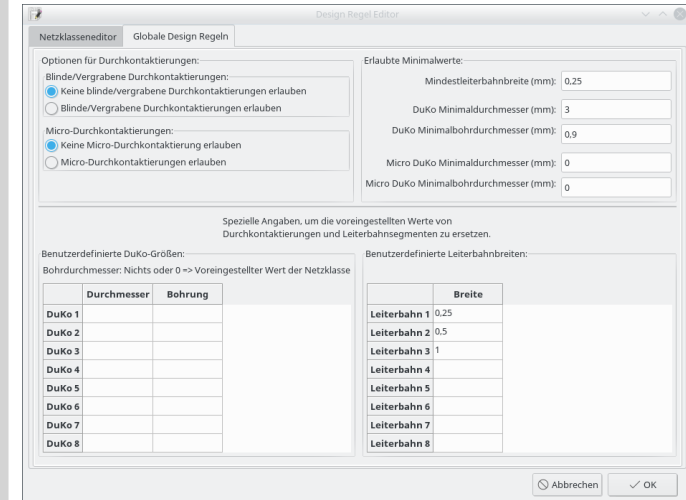 Design Regel Editor
Netzklasseneditor
Globale Design Regeln
Optionen für Durchkontaktierungen:
Blinde/Vergrabene Durchkontaktierungen:
Keine blinde/vergrabene Durchkontaktierungen erlauben
Blinde/Vergrabene Durchkontaktierungen erlauben
Micro-Durchkontaktierungen:
Keine Micro-Durchkontaktierung erlauben
Micro-Durchkontaktierungen erlauben
Erlaubte Minimalwerte:
Mindestleiterbahnbreite (mm): 0,25
DuKo Minimaldurchmesser (mm): 3
DuKo Minimalbohrdurchmesser (mm): 0,9
Micro DuKo Minimaldurchmesser (mm): 0
Micro DuKo Minimalbohrdurchmesser (mm): 0
Spezielle Angaben, um die voreingestellten Werte von
Durchkontaktierungen und Leiterbahnsegmenten zu ersetzen.
Benutzerdefinierte DuKo-Größen:
Bohrdurchmesser: Nichts oder 0 => Voreingestellter Wert der Netzklasse
Durchmesser Bohrung
DuKo 1
DuKo 2
DuKo 3
DuKo 4
DuKo 5
DuKo 6
DuKo 7
DuKo 8
Benutzerdefinierte Leiterbahnbreiten:
Breite
Leiterbahn 1 0,25
Leiterbahn 2 0,5
Leiterbahn 3 1
Leiterbahn 4
Leiterbahn 5
Leiterbahn 6
Leiterbahn 7
Leiterbahn 8
Abbrechen
OK